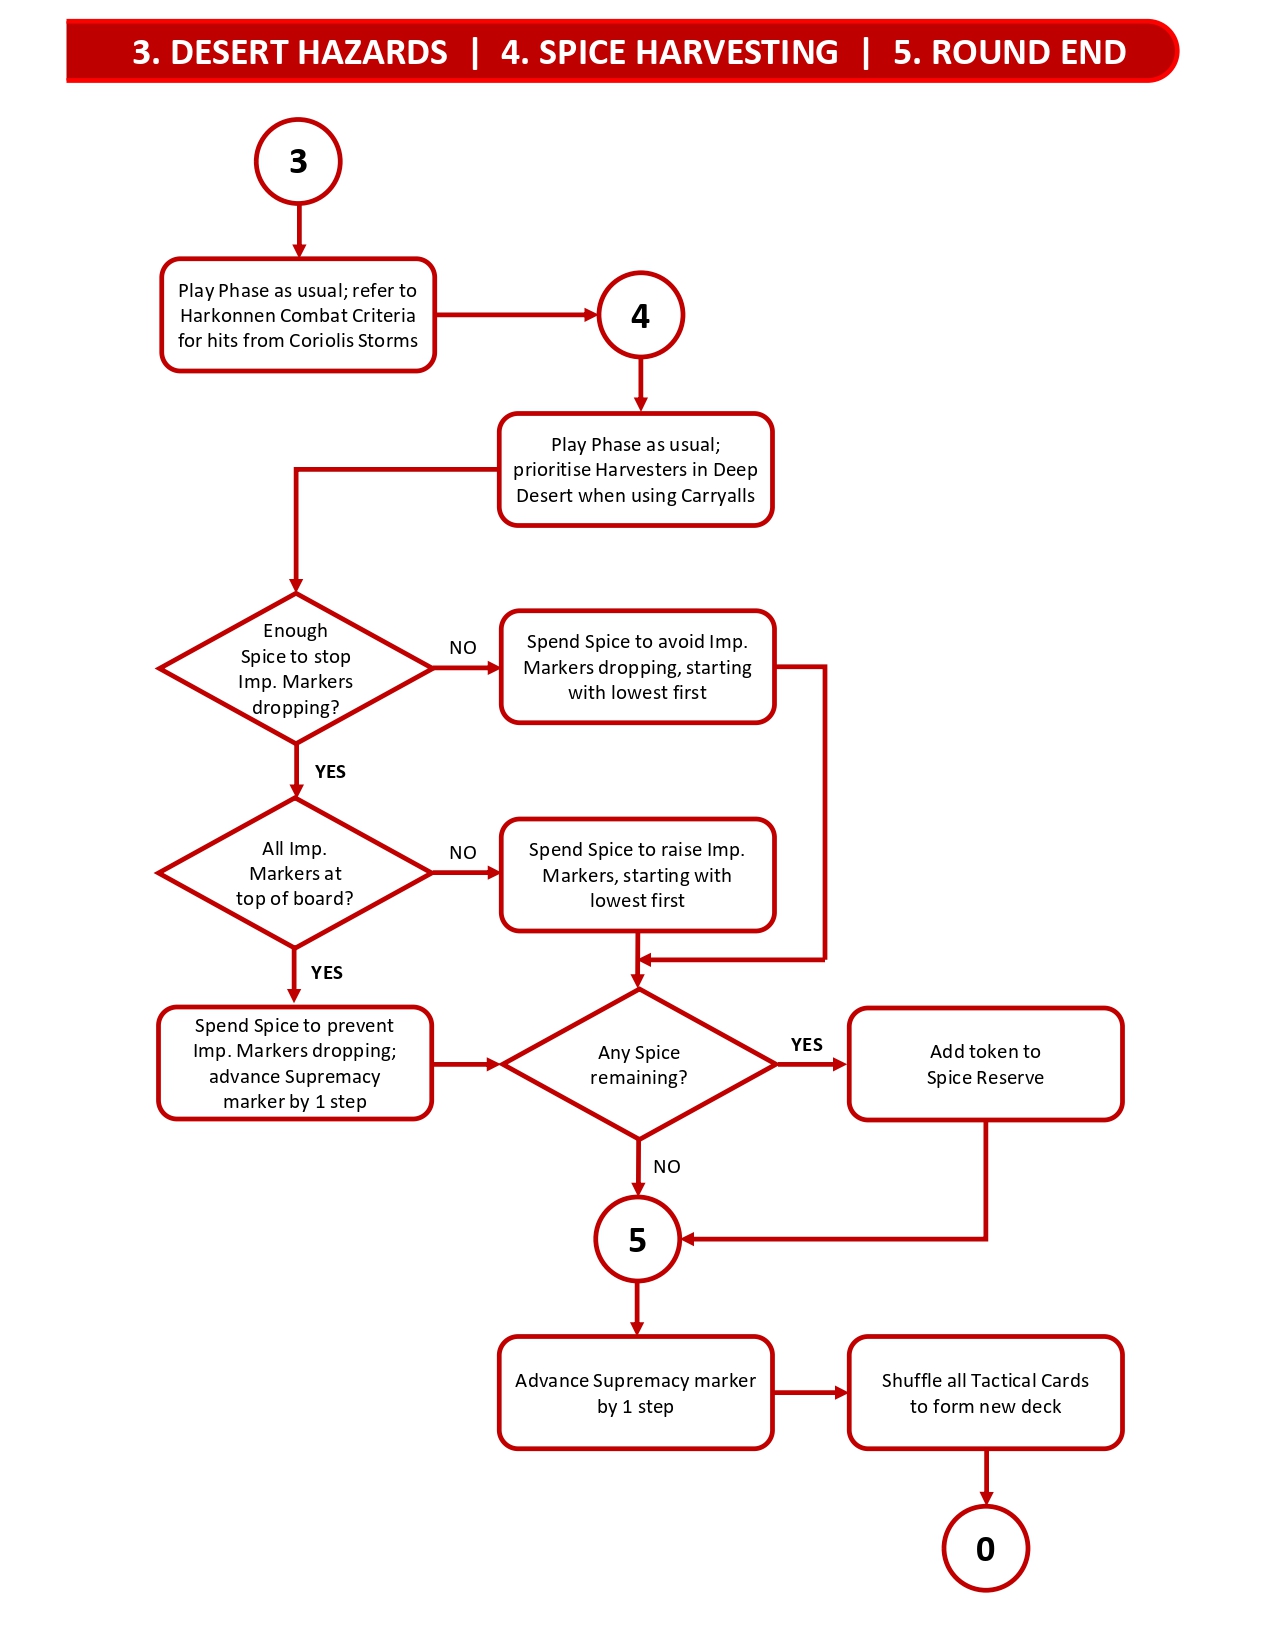 3. DESERT HAZARDS | 4. SPICE HARVESTING | 5. ROUND END
3
Play Phase as usual; refer to
Harkonnen Combat Criteria
for hits from Coriolis Storms
4
Play Phase as usual;
prioritise Harvesters in Deep
Desert when using Carryalls
Enough
Spice to stop
Imp. Markers
dropping?
NO
Spend Spice to avoid Imp.
Markers dropping, starting
with lowest first
YES
All Imp.
Markers at
top of board?
NO
Spend Spice to raise Imp.
Markers, starting with
lowest first
YES
Spend Spice to prevent
Imp. Markers dropping;
advance Supremacy
marker by 1 step
Any Spice
remaining?
YES
Add token to
Spice Reserve
NO
5
Advance Supremacy marker
by 1 step
Shuffle all Tactical Cards
to form new deck
0